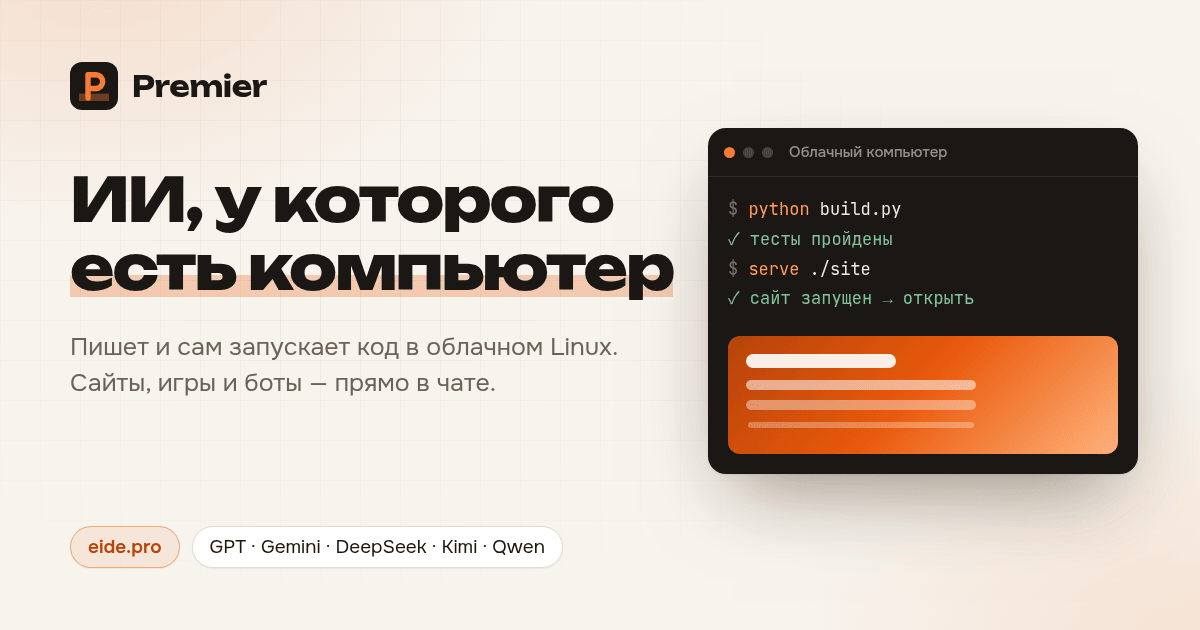 Premier
ИИ, у которого
есть компьютер
Пишет и сам запускает код в облачном Linux.
Сайты, игры и боты — прямо в чате.
eide.pro
GPT · Gemini · DeepSeek · Kimi · Qwen
Облачный компьютер
$ python build.py
✓ тесты пройдены
$ serve ./site
✓ сайт запущен → открыть